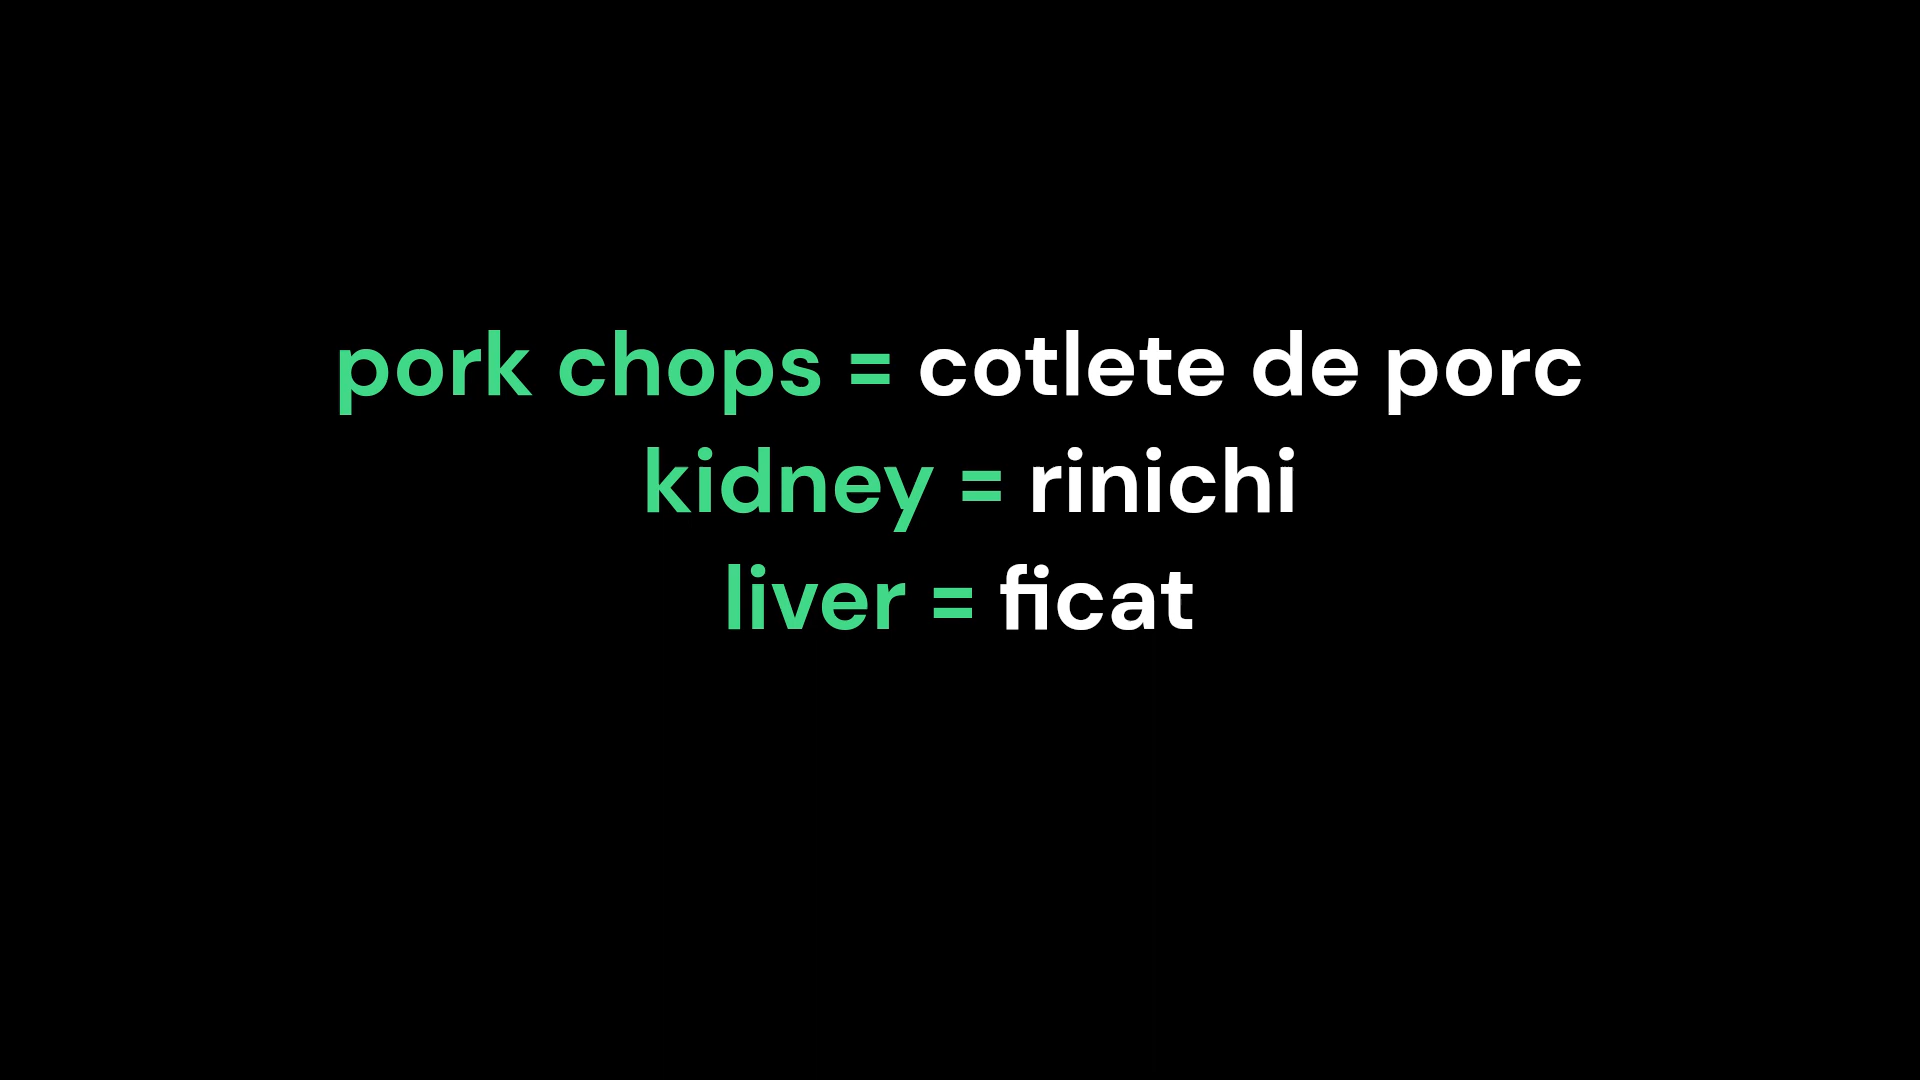 pork chops = cotlete de porc
kidney = rinichi
liver = ficat